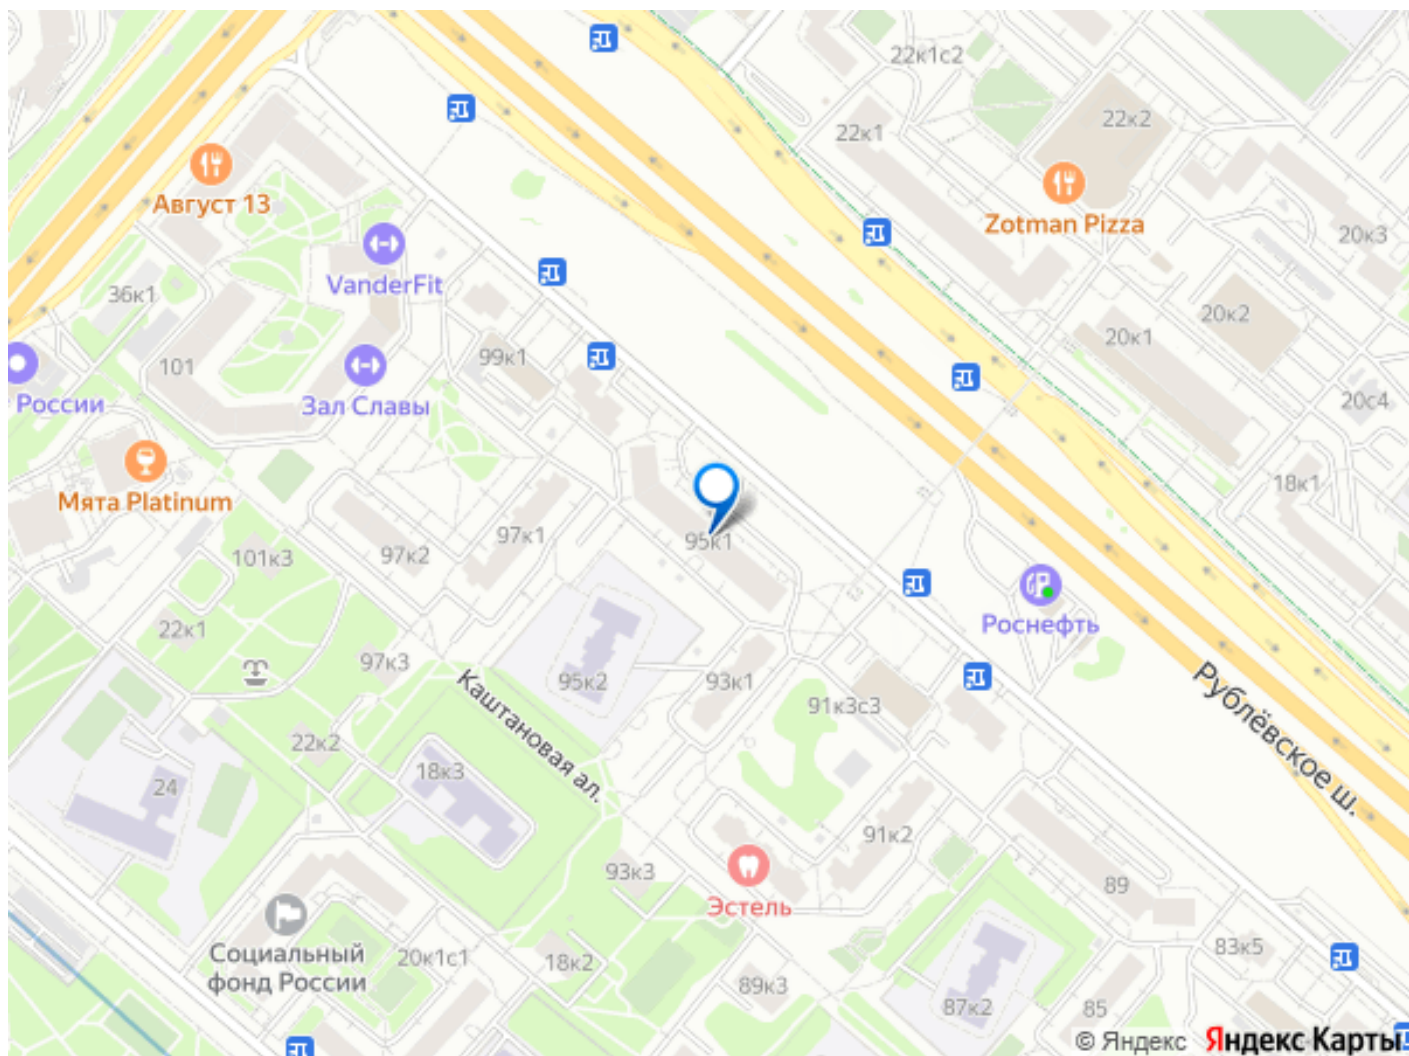 22к1с2
22к2
22к1
Август 13
Zotman Pizza
20к3
VanderFit
36к1
20к2
20к1
99к1
101
России
Зал Славы
20с4
Мята Platinum
18к1
97к1
95к1
97к2
101к3
Роснефть
22к1
97к3
95к2
93к1
91к3с3
Рублёвское ш.
Каштановая ал.
22к2
18к3
24
91к2
93к3
89
Эстель
Социальный
фонд России
20к1с1
18к2
83к5
89к3
87к2
85
© Яндекс Яндекс Карты